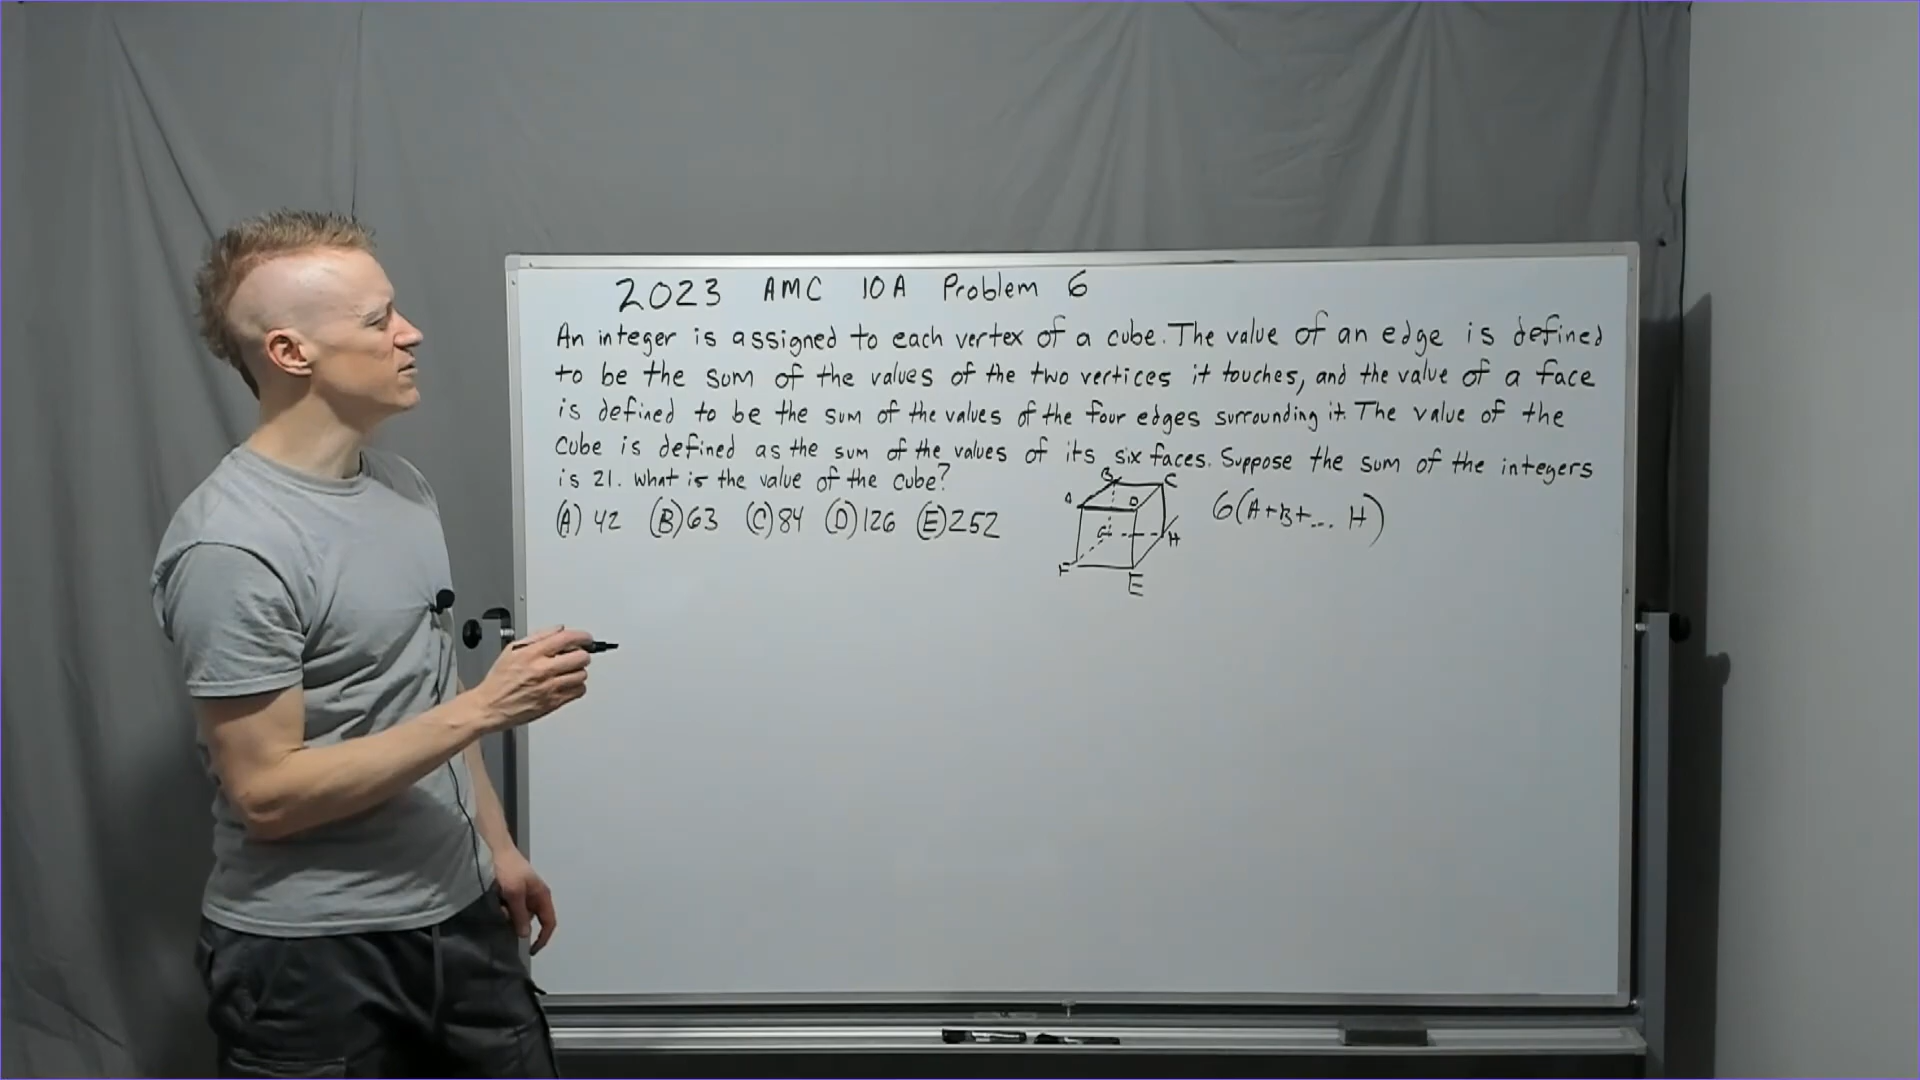 2023 AMC 10A Problem 6
An integer is assigned to each vertex of a cube. The value of an edge is defined
to be the sum of the values of the two vertices it touches, and the value of a face
is defined to be the sum of the values of the four edges surrounding it. The value of the
cube is defined as the sum of the values of its six faces. Suppose the sum of the integers
is 21. What is the value of the cube?
(A) 42 (B) 63 (C) 84 (D) 126 (E) 252
B C
A D
6(A+B+... H)
G H
F
E